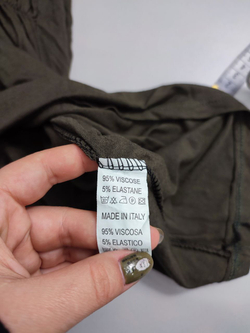 95% VISCOSE
5% ELASTANE
MADE IN ITALY
95% VISCOSA
5% ELASTICO